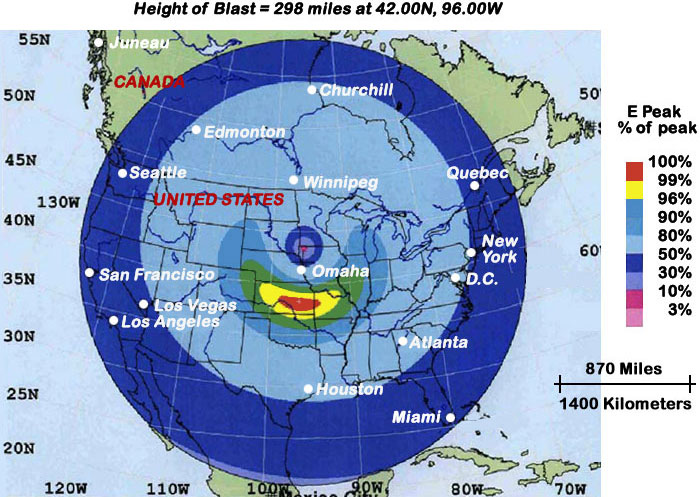 Height of Blast = 298 miles at 42.00N, 96.00W
55N
Juneau
CANADA
50N
Churchill
50
E Peak
% of peak
Edmonton
100%
99%
96%
90%
80%
50%
30%
10%
3%
45N
Seattle
Winnipeg
Quebec
130W
UNITED STATES
40N
New
York
60
Omaha
D.C.
35N
San Francisco
Los Vegas
Los Angeles
30N
Atlanta
870 Miles
1400 Kilometers
25N
Houston
Miami
20N
120W
110W
100W
90W
80W
70W
Mexico City